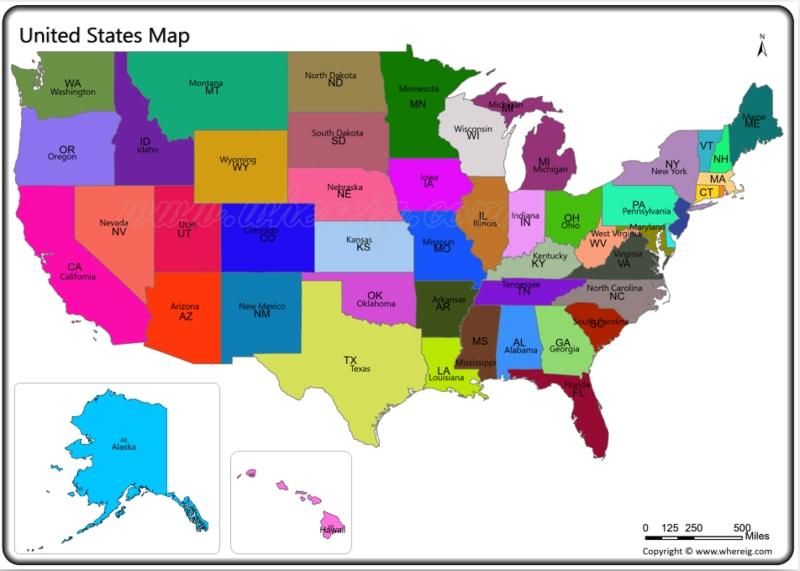 United States Map
N
WA
Washington
Montana
MT
North Dakota
ND
Minnesota
MN
OR
Oregon
ID
Idaho
Wyoming
WY
South Dakota
SD
Wisconsin
WI
Michigan
MI
MI
Michigan
Maine
ME
VT
NH
NY
New York
MA
CT
Nevada
NV
Utah
UT
Colorado
CO
Nebraska
NE
Iowa
IA
IL
Illinois
Indiana
IN
OH
Ohio
PA
Pennsylvania
Maryland
West Virginia
WV
Virginia
VA
CA
California
Kansas
KS
Missouri
MO
Kentucky
KY
Arizona
AZ
New Mexico
NM
OK
Oklahoma
Arkansas
AR
Tennessee
TN
North Carolina
NC
South Carolina
SC
TX
Texas
LA
Louisiana
MS
Mississippi
AL
Alabama
GA
Georgia
Florida
FL
AK
Alaska
HI
Hawaii
www.whereig.com
0 125 250 500
Miles
Copyright © - www.whereig.com